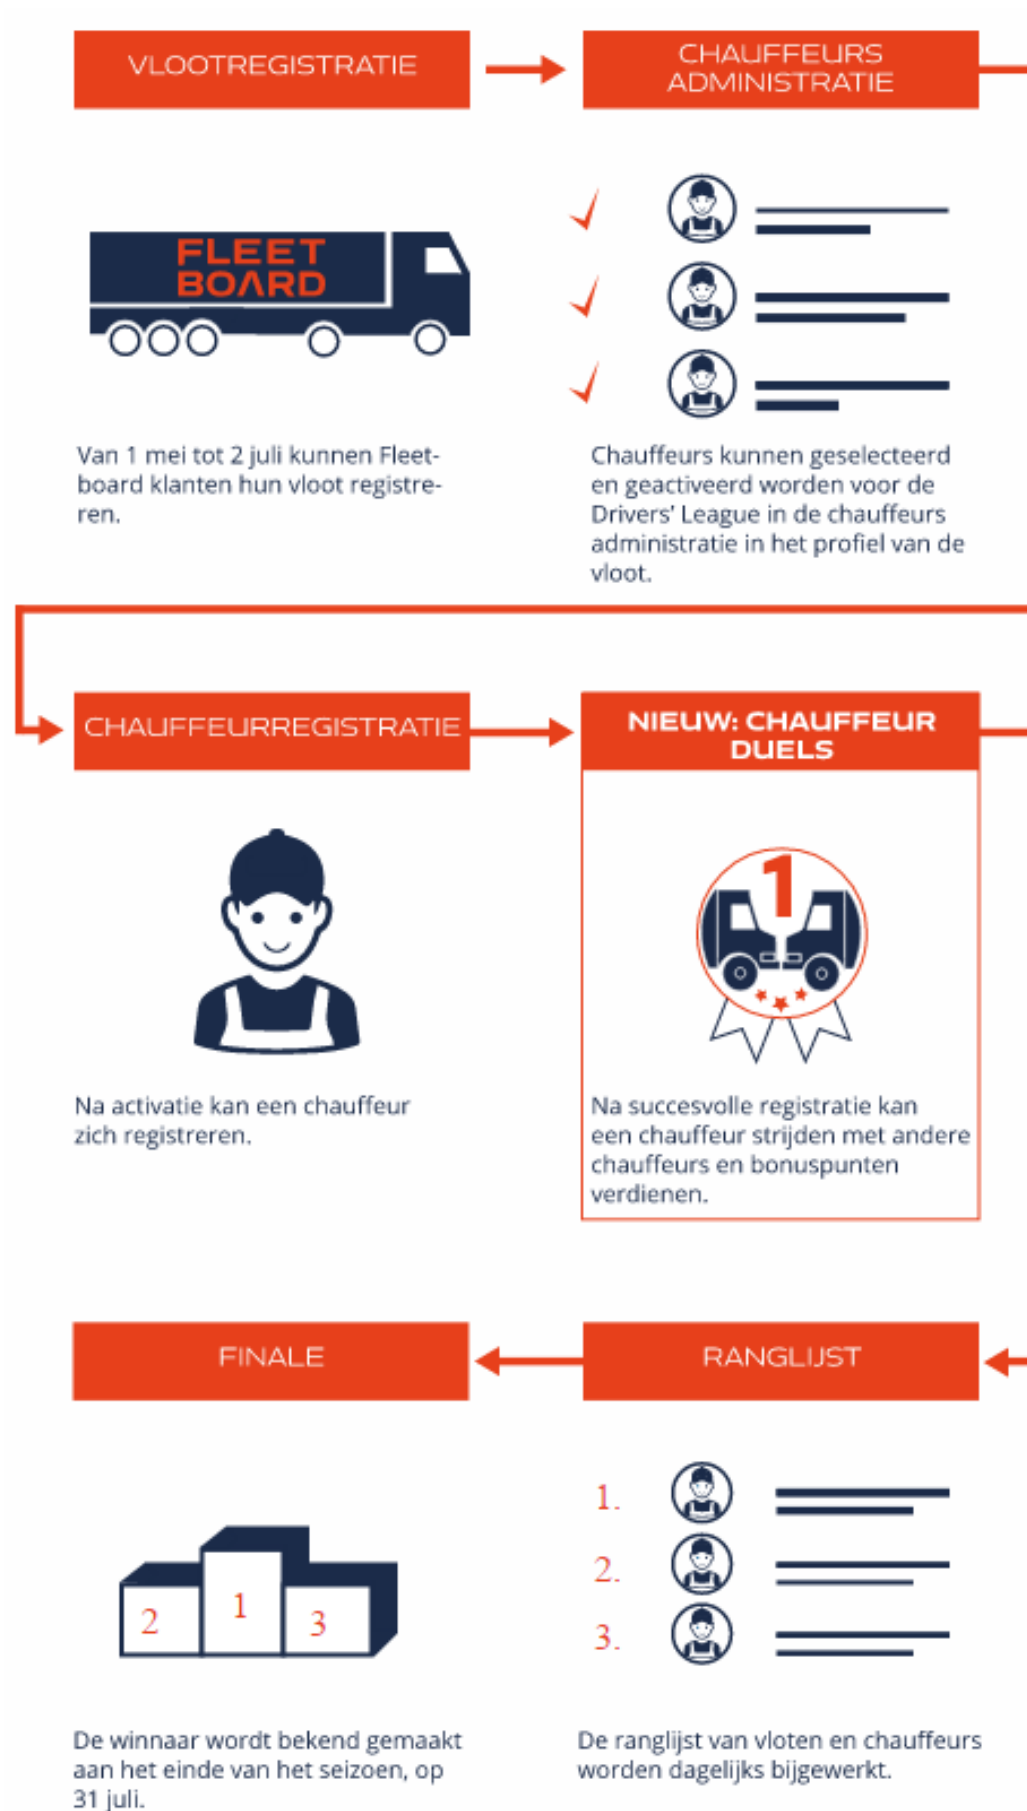 VLOOTREGISTRATIE
CHAUFFEURS
ADMINISTRATIE
FLEET
BOARD
Van 1 mei tot 2 juli kunnen Fleet-
board klanten hun vloot registre-
ren.
Chauffeurs kunnen geselecteerd
en geactiveerd worden voor de
Drivers' League in de chauffeurs
administratie in het profiel van de
vloot.
CHAUFFEURREGISTRATIE
NIEUW: CHAUFFEUR
DUELS
1
Na activatie kan een chauffeur
zich registreren.
Na succesvolle registratie kan
een chauffeur strijden met andere
chauffeurs en bonuspunten
verdienen.
FINALE
RANGLIJST
2
1
3
1.
2.
3.
De winnaar wordt bekend gemaakt
aan het einde van het seizoen, op
31 juli.
De ranglijst van vloten en chauffeurs
worden dagelijks bijgewerkt.